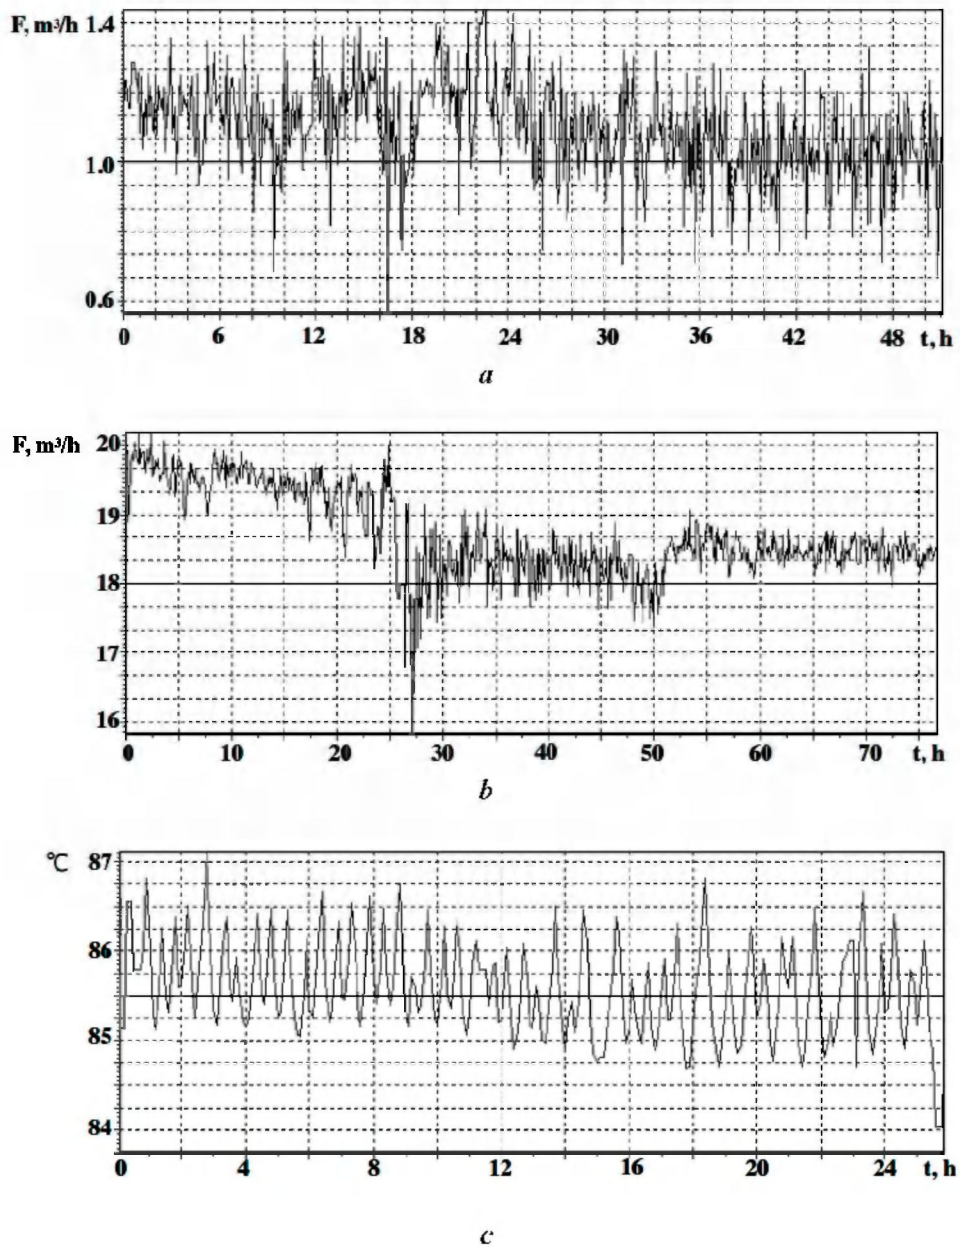 F, m³/h 1.4
1.0
0.6
0 6 12 18 24 30 36 42 48 t, h
a
F, m³/h 20
19
18
17
16
0 10 20 30 40 50 60 70 t, h
b
℃ 87
86
85
84
0 4 8 12 16 20 24 t, h
c